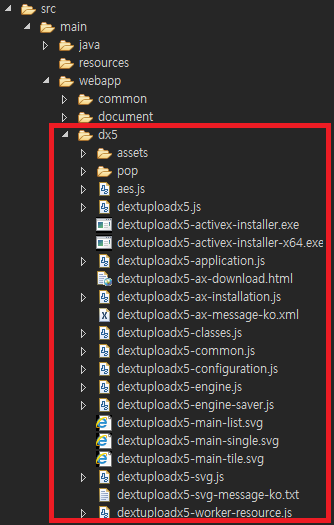 src
main
java
resources
webapp
common
document
dx5
assets
pop
aes.js
dextuploadx5.js
dextuploadx5-activex-installer.exe
dextuploadx5-activex-installer-x64.exe
dextuploadx5-application.js
dextuploadx5-ax-download.html
dextuploadx5-ax-installation.js
dextuploadx5-ax-message-ko.xml
dextuploadx5-classes.js
dextuploadx5-common.js
dextuploadx5-configuration.js
dextuploadx5-engine.js
dextuploadx5-engine-saver.js
dextuploadx5-main-list.svg
dextuploadx5-main-single.svg
dextuploadx5-main-tile.svg
dextuploadx5-svg.js
dextuploadx5-svg-message-ko.txt
dextuploadx5-worker-resource.js